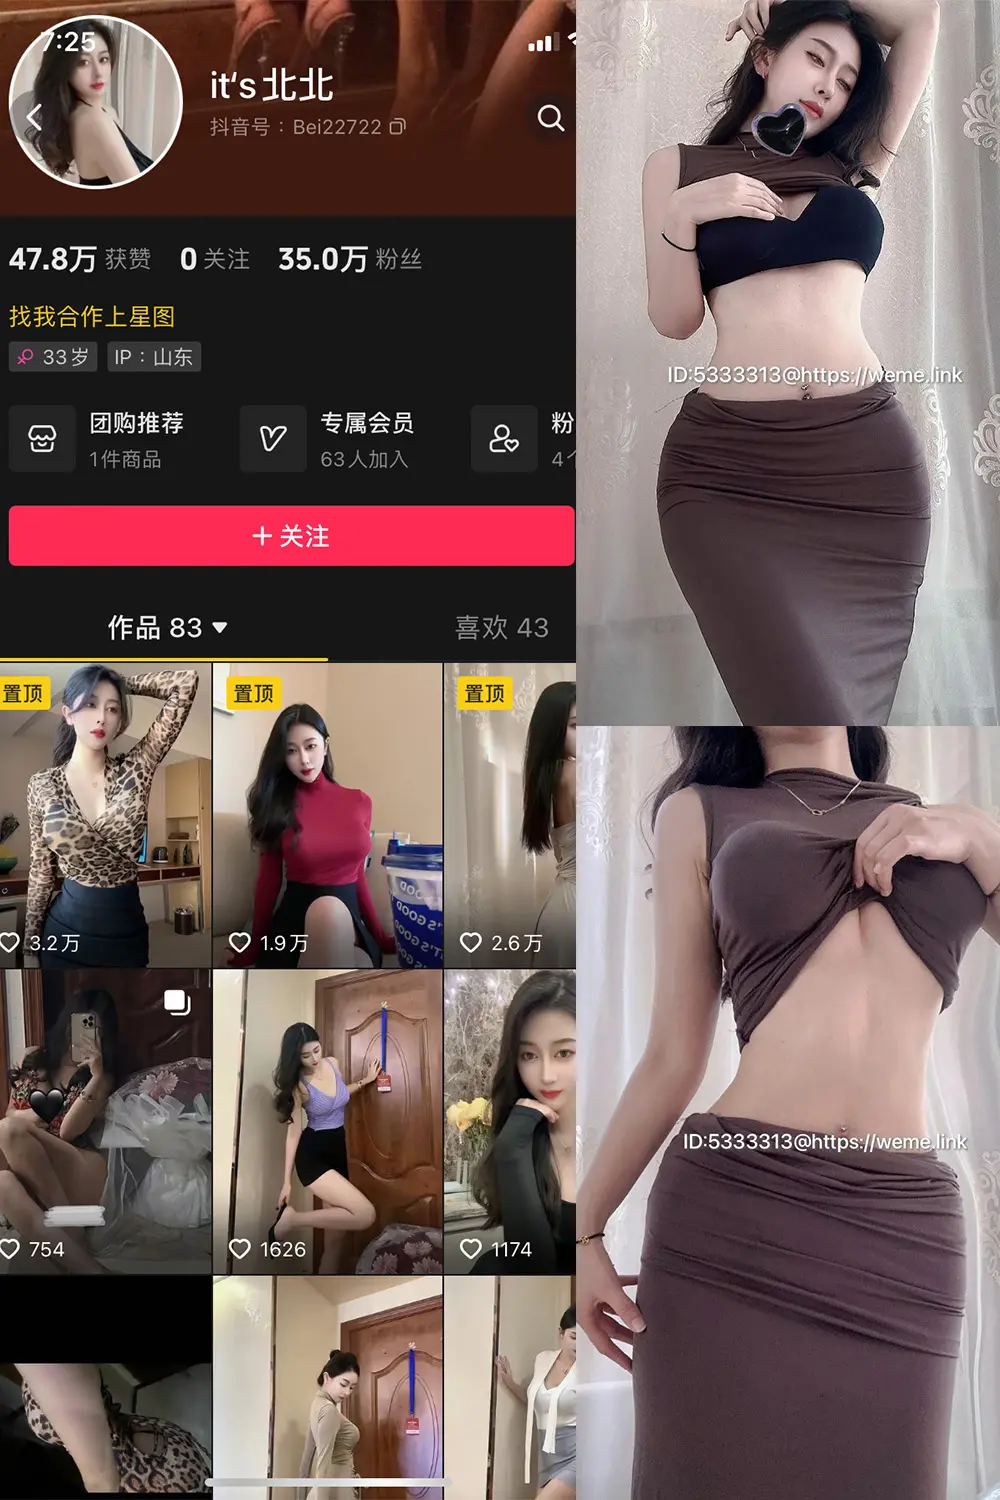 7:25
it's北北
抖音号：Bei22722
47.8万 获赞 0 关注 35.0万 粉丝
找我合作上星图
33岁 IP：山东
团购推荐
1件商品
专属会员
63人加入
粉
4个
+ 关注
作品 83
喜欢 43
置顶
置顶
置顶
3.2万
1.9万
2.6万
IT'S GOOD
754
1626
1174
ID:5333313@https://weme.link
ID:5333313@https://weme.link